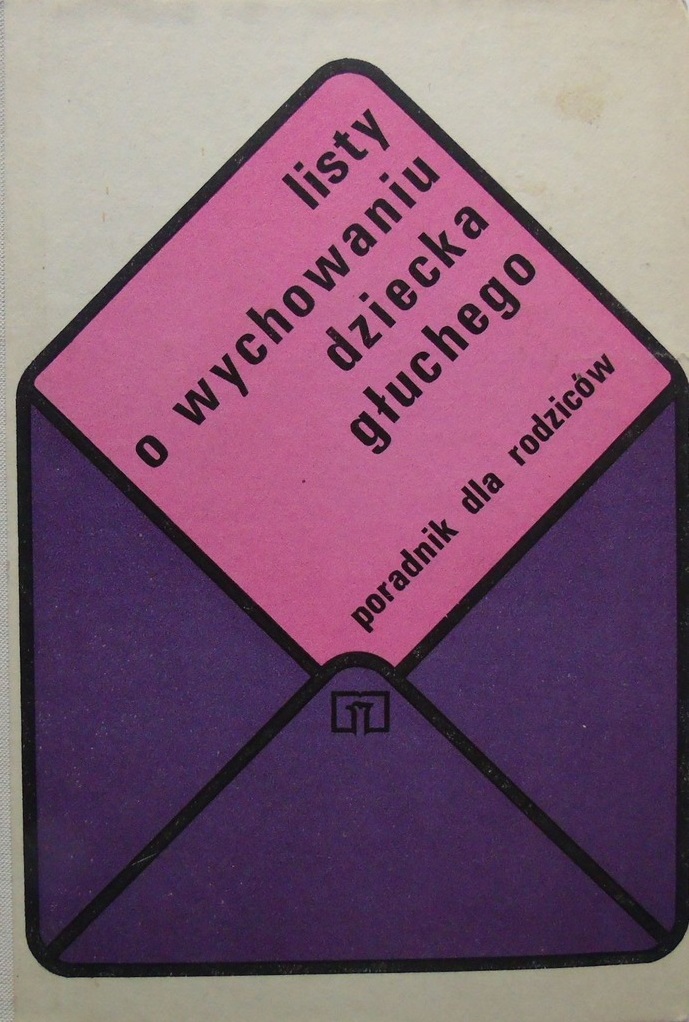 listy
o wychowaniu
dziecka
głuchego
poradnik dla rodziców